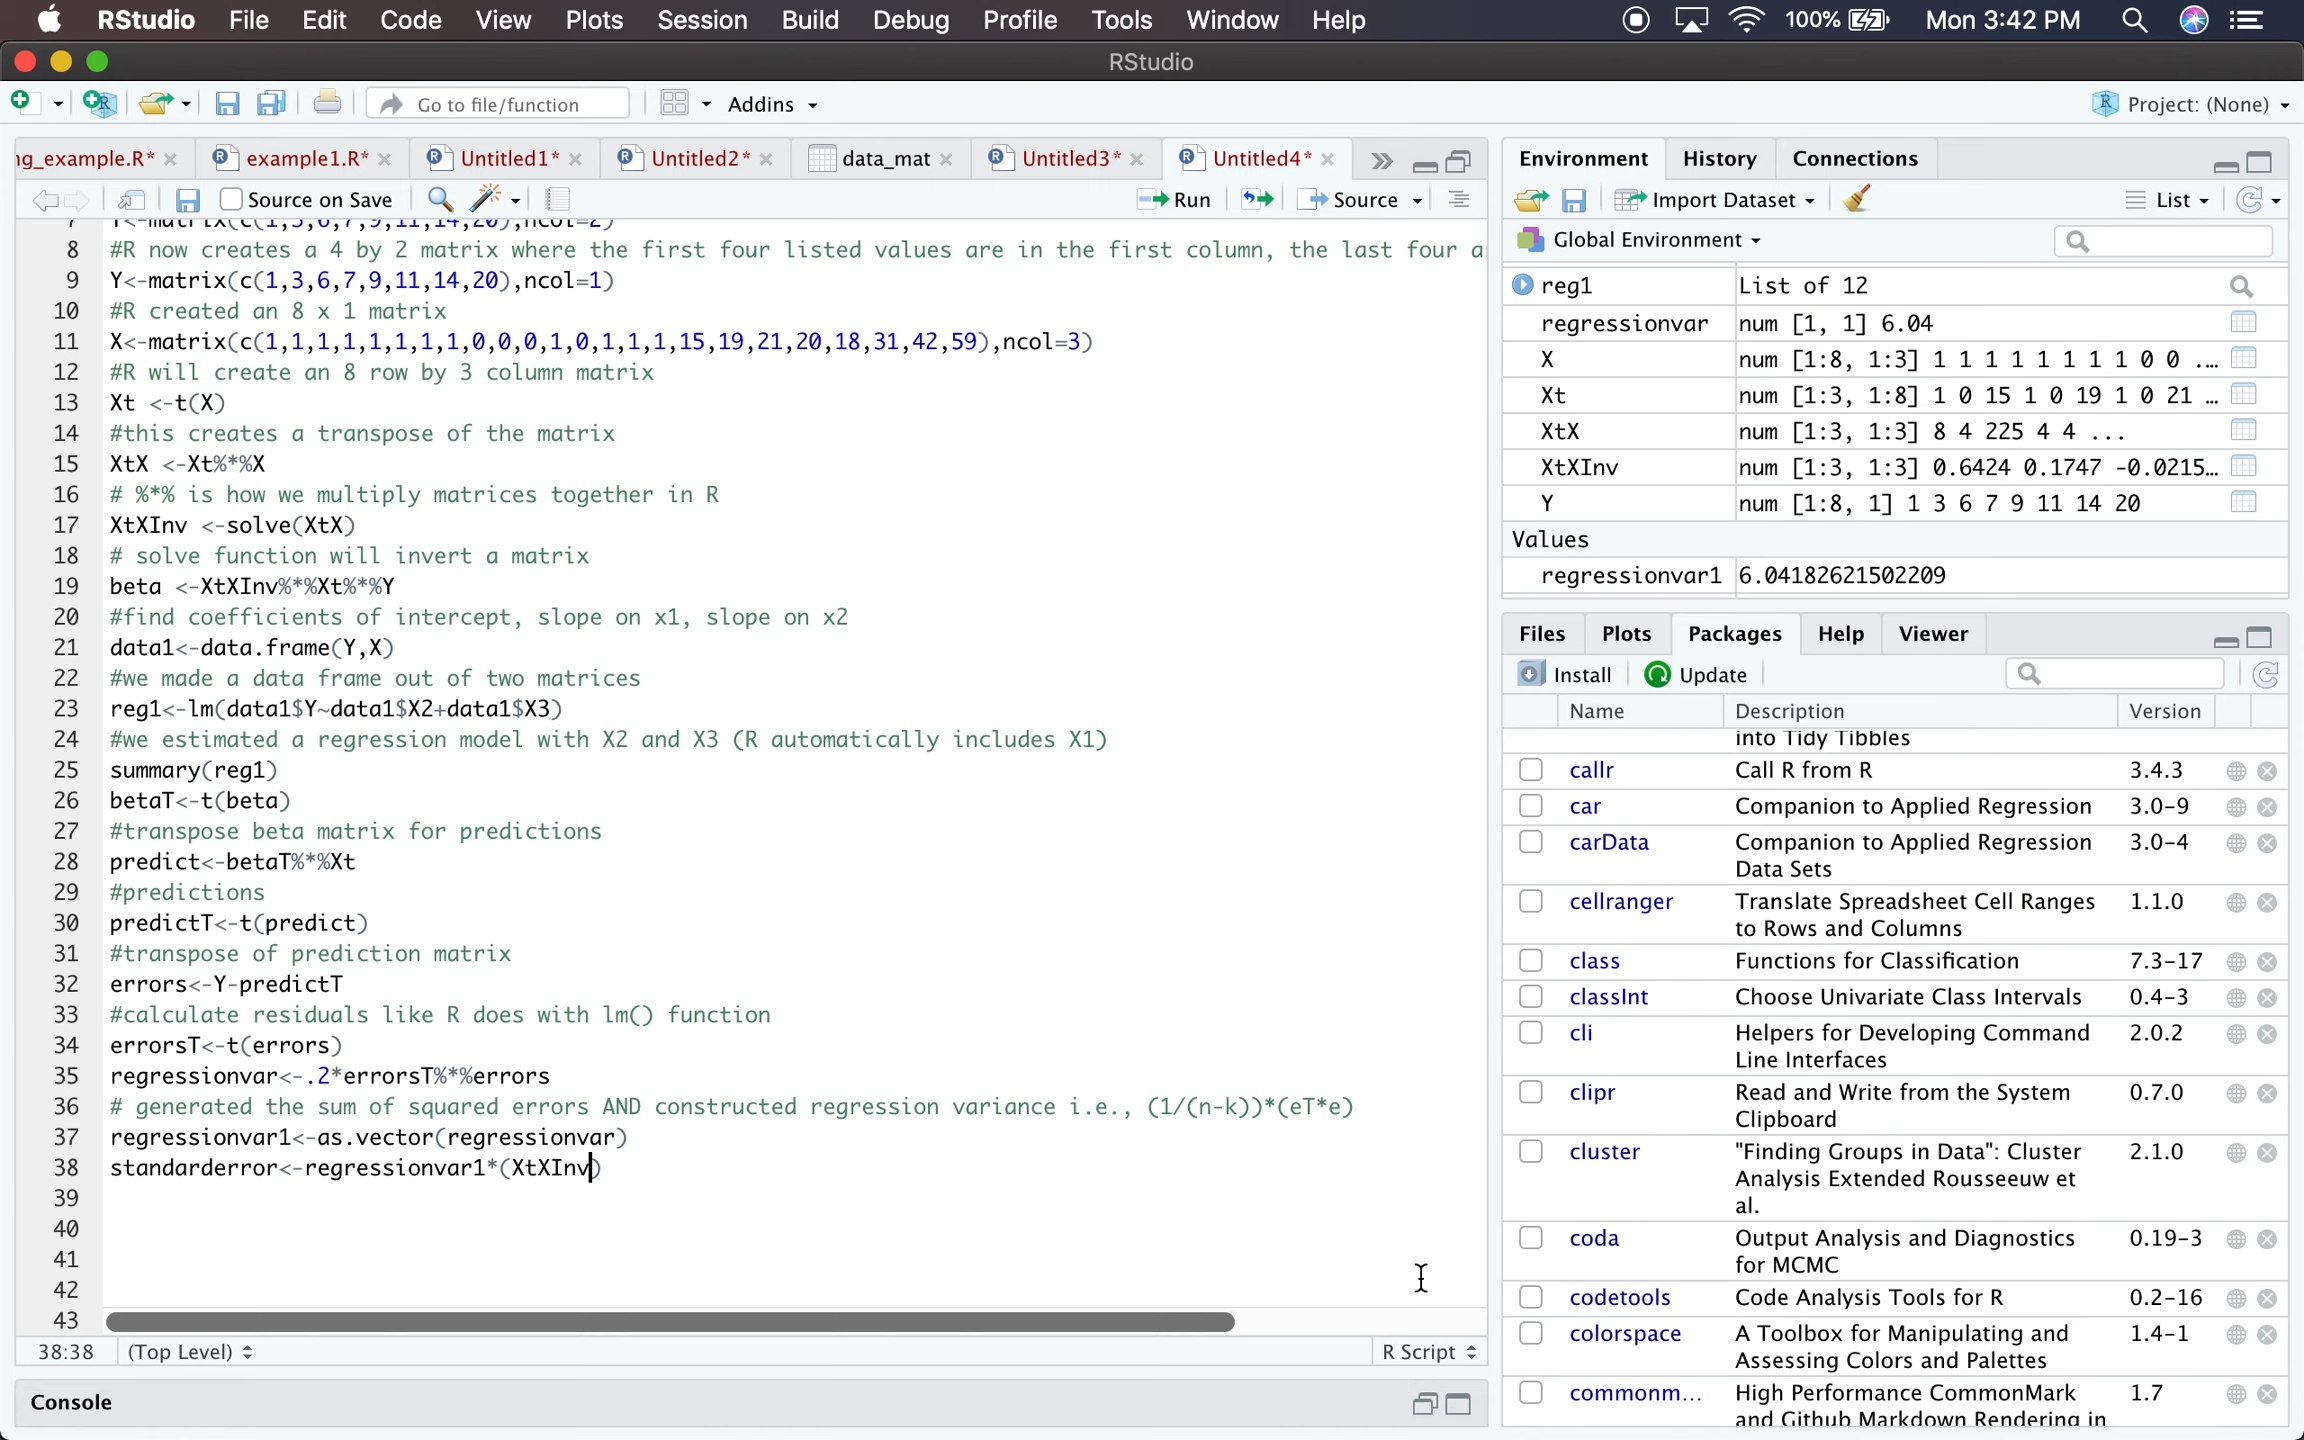 RStudio File Edit Code View Plots Session Build Debug Profile Tools Window Help 100% Mon 3:42 PM
RStudio
Go to file/function Addins Project: (None)
ng_example.R* example1.R* Untitled1* Untitled2* data_mat Untitled3* Untitled4*
Source on Save Run Source
7 Y<-matrix(c(1,3,6,7,9,11,14,20),ncol=2)
8 #R now creates a 4 by 2 matrix where the first four listed values are in the first column, the last four a
9 Y<-matrix(c(1,3,6,7,9,11,14,20),ncol=1)
10 #R created an 8 x 1 matrix
11 X<-matrix(c(1,1,1,1,1,1,1,1,0,0,0,1,0,1,1,1,15,19,21,20,18,31,42,59),ncol=3)
12 #R will create an 8 row by 3 column matrix
13 Xt <-t(X)
14 #this creates a transpose of the matrix
15 XtX <-Xt%*%X
16 # %*% is how we multiply matrices together in R
17 XtXInv <-solve(XtX)
18 # solve function will invert a matrix
19 beta <-XtXInv%*%Xt%*%Y
20 #find coefficients of intercept, slope on x1, slope on x2
21 data1<-data.frame(Y,X)
22 #we made a data frame out of two matrices
23 reg1<-lm(data1$Y~data1$X2+data1$X3)
24 #we estimated a regression model with X2 and X3 (R automatically includes X1)
25 summary(reg1)
26 betaT<-t(beta)
27 #transpose beta matrix for predictions
28 predict<-betaT%*%Xt
29 #predictions
30 predictT<-t(predict)
31 #transpose of prediction matrix
32 errors<-Y-predictT
33 #calculate residuals like R does with lm() function
34 errorsT<-t(errors)
35 regressionvar<-.2*errorsT%*%errors
36 # generated the sum of squared errors AND constructed regression variance i.e., (1/(n-k))*(eT*e)
37 regressionvar1<-as.vector(regressionvar)
38 standarderror<-regressionvar1*(XtXInv)
39
40
41
42
43
38:38 (Top Level) R Script
Console
Environment History Connections
Import Dataset List
Global Environment
reg1 List of 12
regressionvar num [1, 1] 6.04
X num [1:8, 1:3] 1 1 1 1 1 1 1 1 0 0 ...
Xt num [1:3, 1:8] 1 0 15 1 0 19 1 0 21 ...
XtX num [1:3, 1:3] 8 4 225 4 4 ...
XtXInv num [1:3, 1:3] 0.6424 0.1747 -0.0215...
Y num [1:8, 1] 1 3 6 7 9 11 14 20
Values
regressionvar1 6.04182621502209
Files Plots Packages Help Viewer
Install Update
Name Description Version
into Tidy Tibbles
callr Call R from R 3.4.3
car Companion to Applied Regression 3.0-9
carData Companion to Applied Regression 3.0-4
Data Sets
cellranger Translate Spreadsheet Cell Ranges 1.1.0
to Rows and Columns
class Functions for Classification 7.3-17
classInt Choose Univariate Class Intervals 0.4-3
cli Helpers for Developing Command 2.0.2
Line Interfaces
clipr Read and Write from the System 0.7.0
Clipboard
cluster "Finding Groups in Data": Cluster 2.1.0
Analysis Extended Rousseeuw et
al.
coda Output Analysis and Diagnostics 0.19-3
for MCMC
codetools Code Analysis Tools for R 0.2-16
colorspace A Toolbox for Manipulating and 1.4-1
Assessing Colors and Palettes
commonm... High Performance CommonMark 1.7
and Github Markdown Rendering in